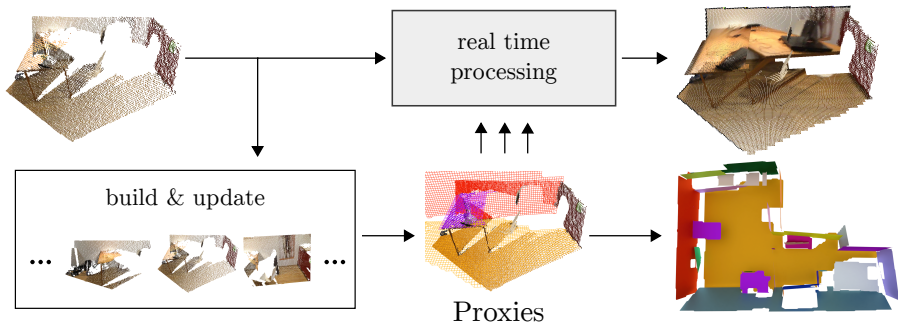 real time
processing
build & update
...
...
Proxies